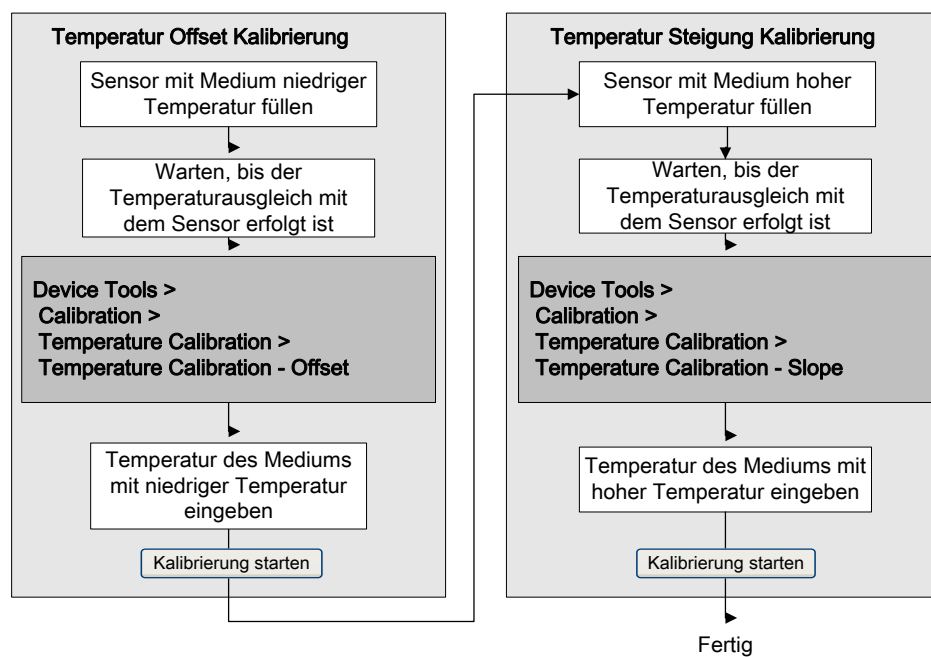 Temperatur Offset Kalibrierung
Sensor mit Medium niedriger
Temperatur füllen
Warten, bis der
Temperaturausgleich mit
dem Sensor erfolgt ist
Device Tools >
Calibration >
Temperature Calibration >
Temperature Calibration - Offset
Temperatur des Mediums
mit niedriger Temperatur
eingeben
Kalibrierung starten
Temperatur Steigung Kalibrierung
Sensor mit Medium hoher
Temperatur füllen
Warten, bis der
Temperaturausgleich mit
dem Sensor erfolgt ist
Device Tools >
Calibration >
Temperature Calibration >
Temperature Calibration - Slope
Temperatur des Mediums mit
hoher Temperatur eingeben
Kalibrierung starten
Fertig